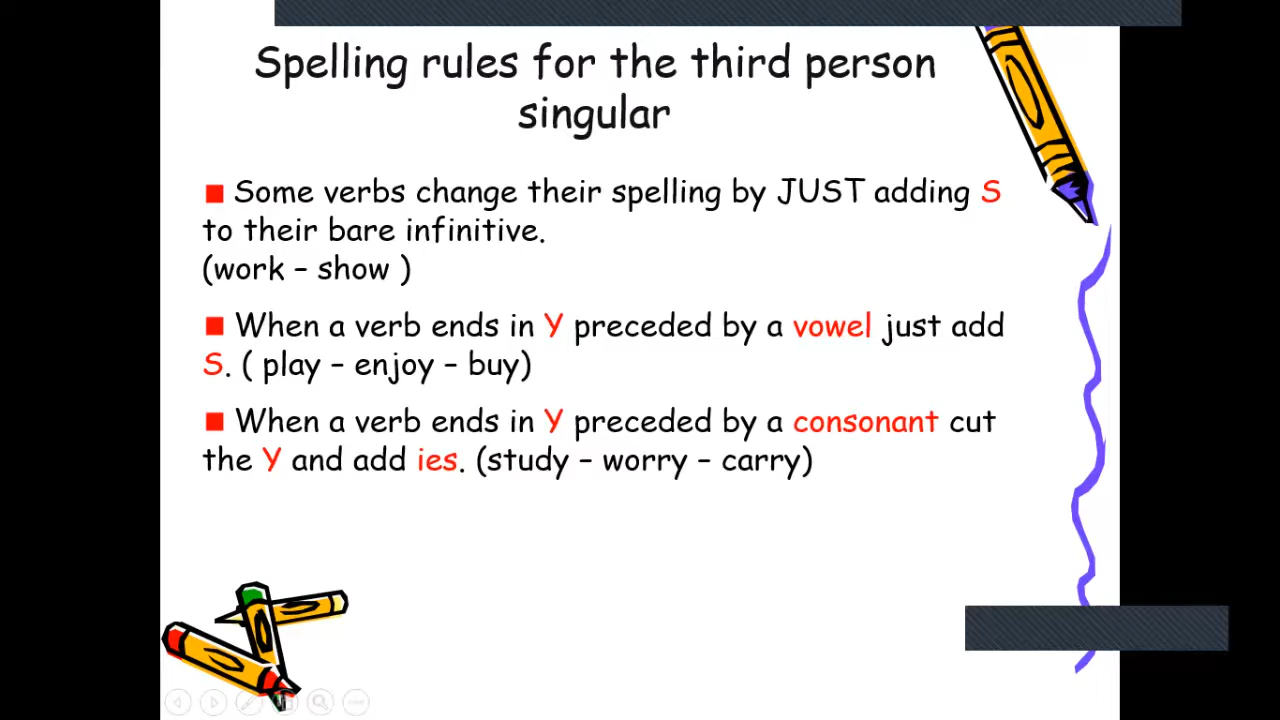 Spelling rules for the third person
singular
Some verbs change their spelling by JUST adding S
to their bare infinitive.
(work – show )
When a verb ends in Y preceded by a vowel just add
S. ( play – enjoy – buy)
When a verb ends in Y preceded by a consonant cut
the Y and add ies. (study – worry – carry)